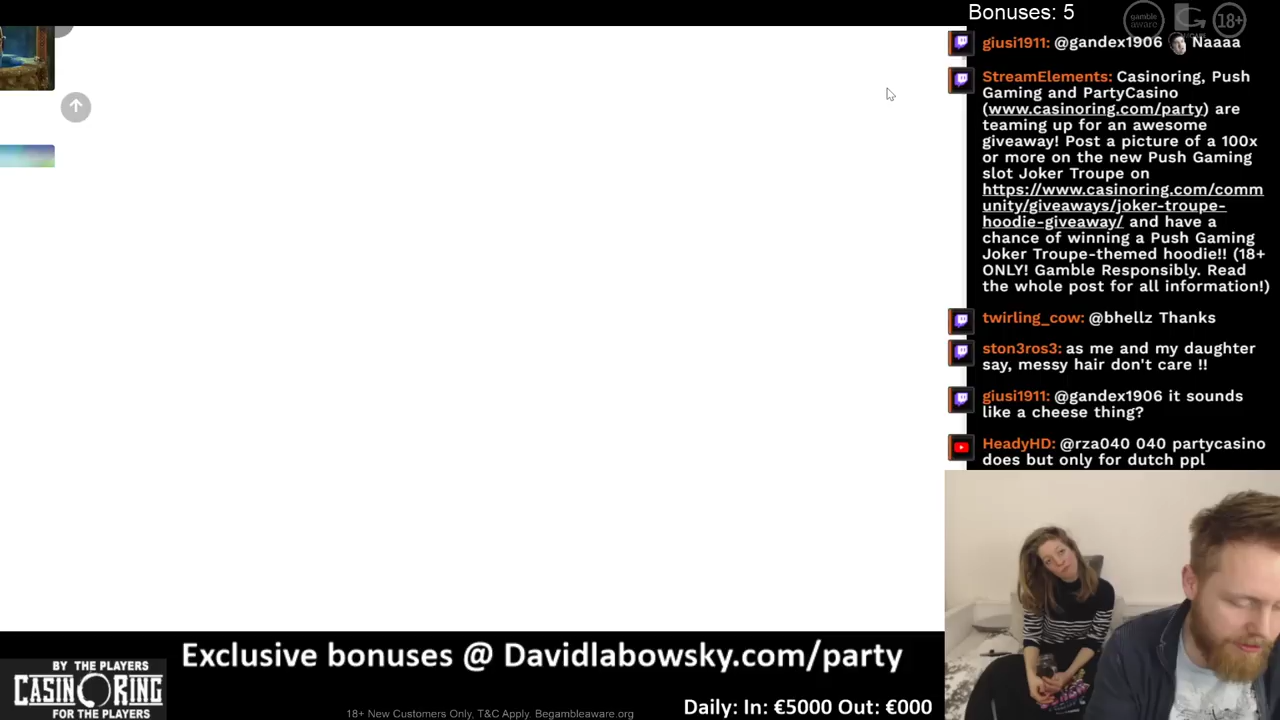 Bonuses: 5
gamble
aware
18+
giusi1911: @gandex1906 Naaaa
StreamElements: Casinoring, Push
Gaming and PartyCasino
(www.casinoring.com/party) are
teaming up for an awesome
giveaway! Post a picture of a 100x
or more on the new Push Gaming
slot Joker Troupe on
https://www.casinoring.com/comm
unity/giveaways/joker-troupe-
hoodie-giveaway/ and have a
chance of winning a Push Gaming
Joker Troupe-themed hoodie!! (18+
ONLY! Gamble Responsibly. Read
the whole post for all information!)
twirling_cow: @bhellz Thanks
ston3ros3: as me and my daughter
say, messy hair don't care !!
giusi1911: @gandex1906 it sounds
like a cheese thing?
HeadyHD: @rza040 040 partycasino
does but only for dutch ppl
Exclusive bonuses @ Davidlabowsky.com/party
BY THE PLAYERS
CASINORING
FOR THE PLAYERS
18+ New Customers Only, T&C Apply. Begambleaware.org
Daily: In: €5000 Out: €000